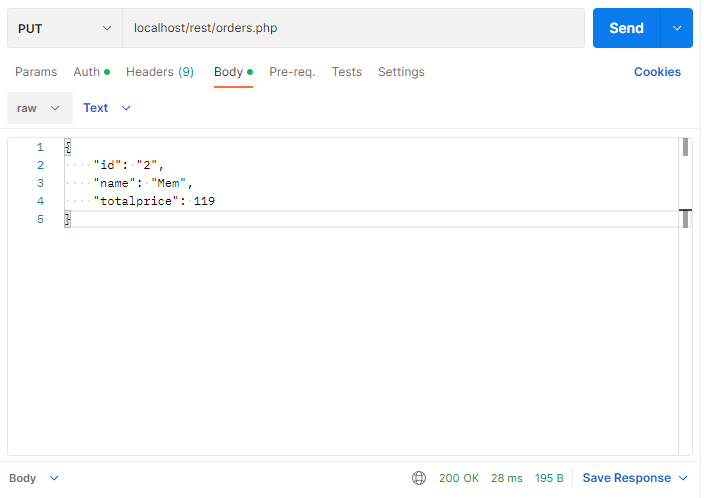 PUT localhost/rest/orders.php Send
Params Auth Headers (9) Body Pre-req. Tests Settings Cookies
raw Text
1 {
2 "id": "2",
3 "name": "Mem",
4 "totalprice": 119
5 }
Body 200 OK 28 ms 195 B Save Response